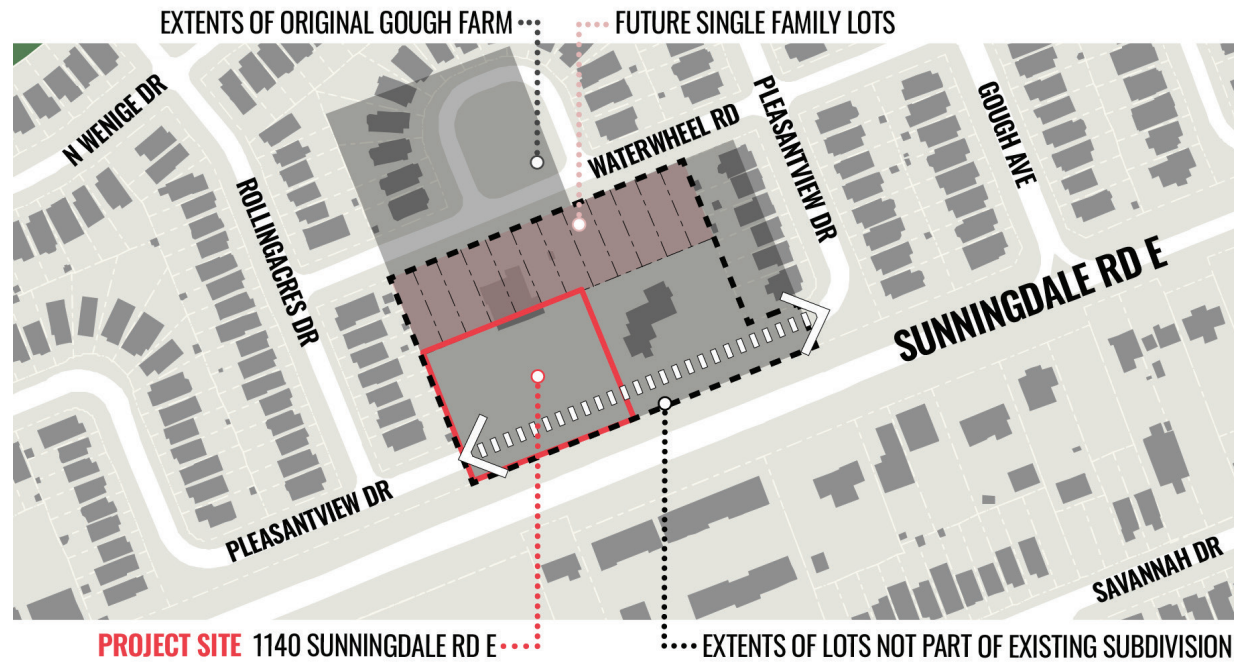 EXTENTS OF ORIGINAL GOUGH FARM
FUTURE SINGLE FAMILY LOTS
N WENIGE DR
ROLLINGACRES DR
WATERWHEEL RD
PLEASANTVIEW DR
GOUGH AVE
SUNNINGDALE RD E
PLEASANTVIEW DR
SAVANNAH DR
PROJECT SITE 1140 SUNNINGDALE RD E
EXTENTS OF LOTS NOT PART OF EXISTING SUBDIVISION